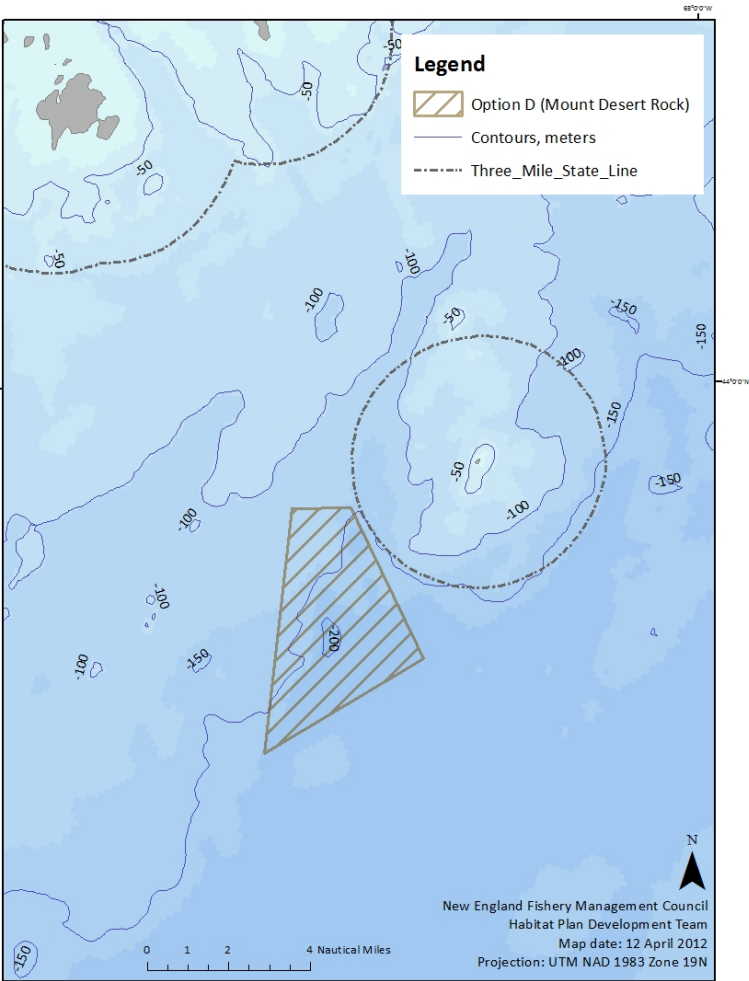 68°0'0"W
-50
Legend
Option D (Mount Desert Rock)
Contours, meters
Three_Mile_State_Line
-50
-50
-50
-100
-100
-50
-150
-150
-100
44°0'0"N
-150
-50
-150
-100
-100
-100
-200
-150
-100
N
New England Fishery Management Council
Habitat Plan Development Team
Map date: 12 April 2012
Projection: UTM NAD 1983 Zone 19N
0 1 2 4 Nautical Miles
-150